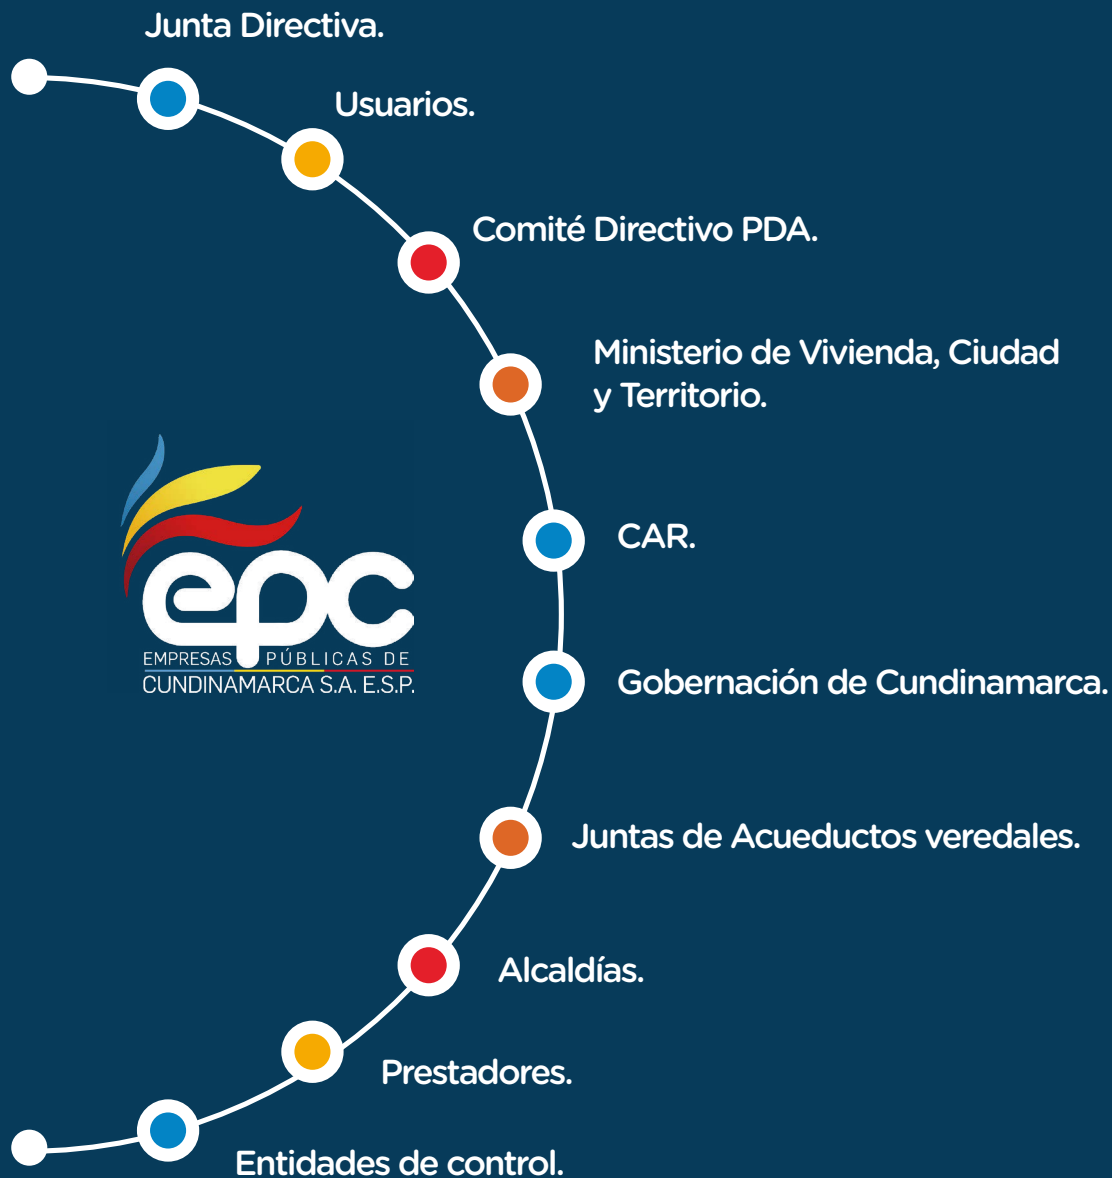 Junta Directiva.
Usuarios.
Comité Directivo PDA.
Ministerio de Vivienda, Ciudad
y Territorio.
CAR.
epc
EMPRESAS PÚBLICAS DE
CUNDINAMARCA S.A. E.S.P.
Gobernación de Cundinamarca.
Juntas de Acueductos veredales.
Alcaldías.
Prestadores.
Entidades de control.